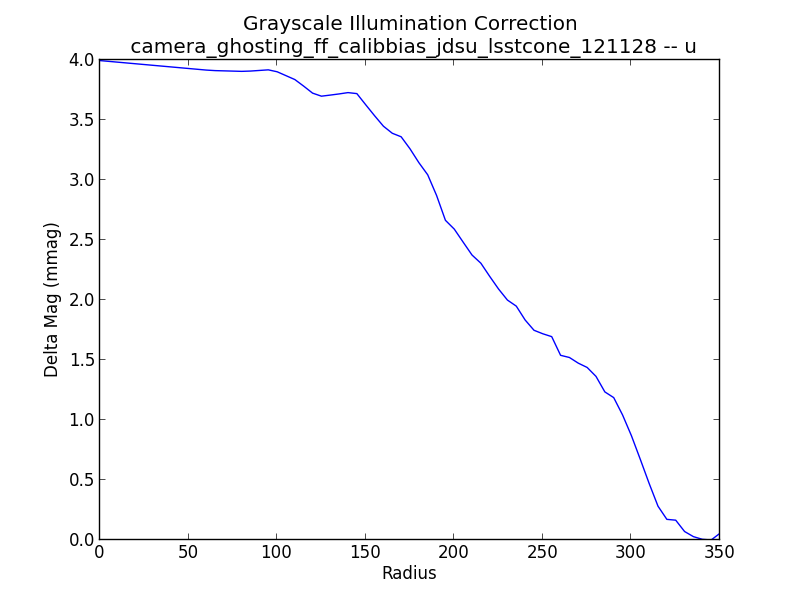 Grayscale Illumination Correction
camera_ghosting_ff_calibbias_jdsu_lsstcone_121128 -- u
4.0
3.5
3.0
2.5
2.0
1.5
1.0
0.5
0.0
Delta Mag (mmag)
0 50 100 150 200 250 300 350
Radius